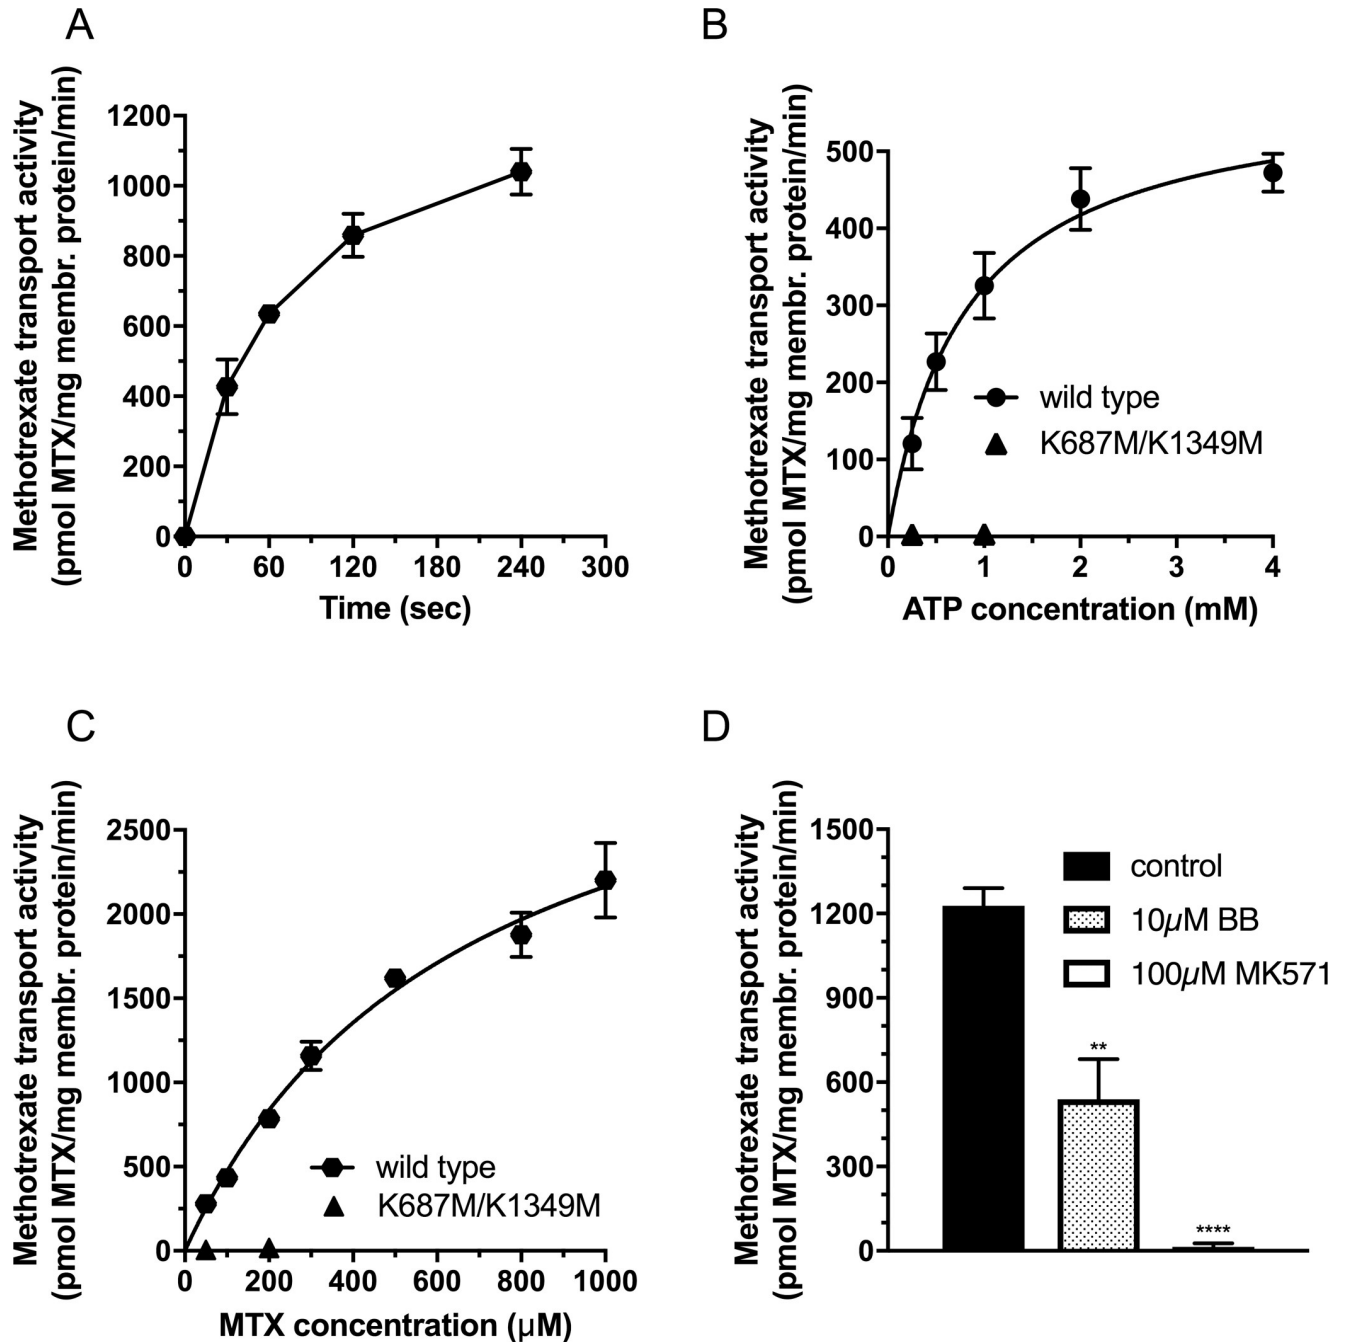 A
Methotrexate transport activity
(pmol MTX/mg membr. protein/min)
1200
1000
800
600
400
200
0
0 60 120 180 240 300
Time (sec)
B
Methotrexate transport activity
(pmol MTX/mg membr. protein/min)
500
400
300
200
100
0
wild type
K687M/K1349M
0 1 2 3 4
ATP concentration (mM)
C
Methotrexate transport activity
(pmol MTX/mg membr. protein/min)
2500
2000
1500
1000
500
0
wild type
K687M/K1349M
0 200 400 600 800 1000
MTX concentration (µM)
D
Methotrexate transport activity
(pmol MTX/mg membr. protein/min)
1500
1200
900
600
300
0
control
10µM BB
100µM MK571
**
****